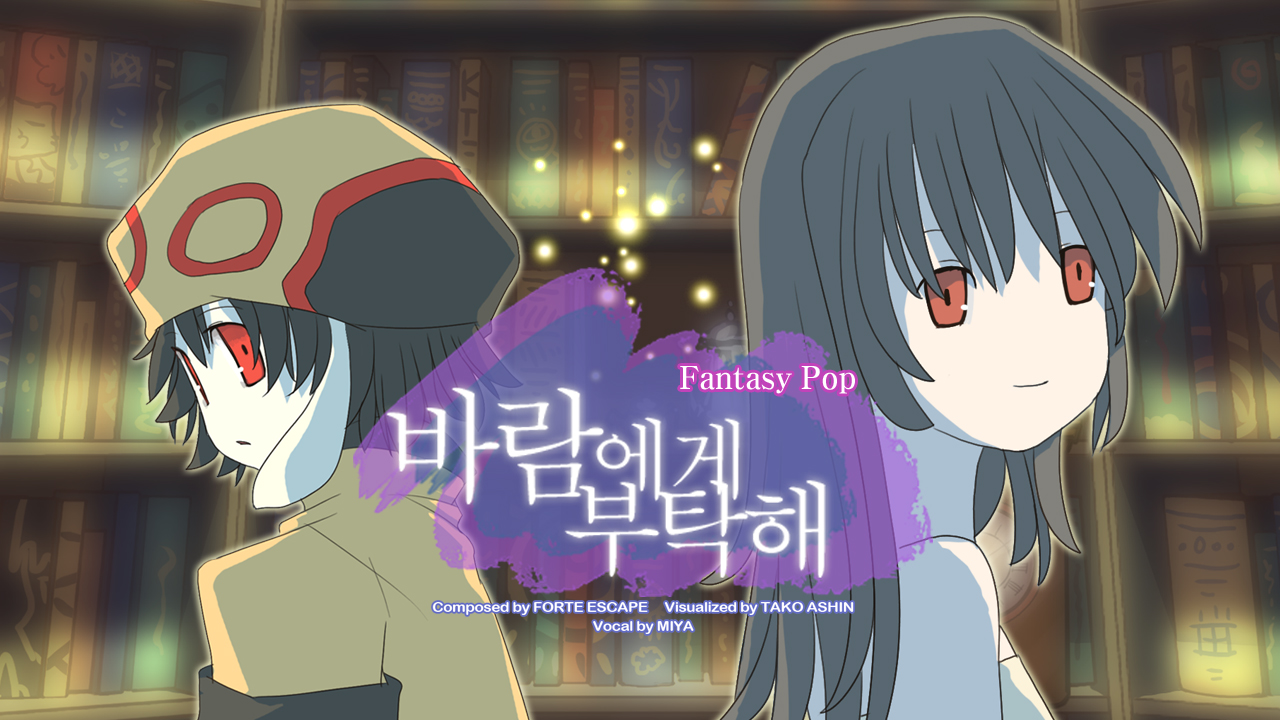 Fantasy Pop
바람에게
부탁해
Composed by FORTE ESCAPE Visualized by TAKO ASHIN
Vocal by MIYA